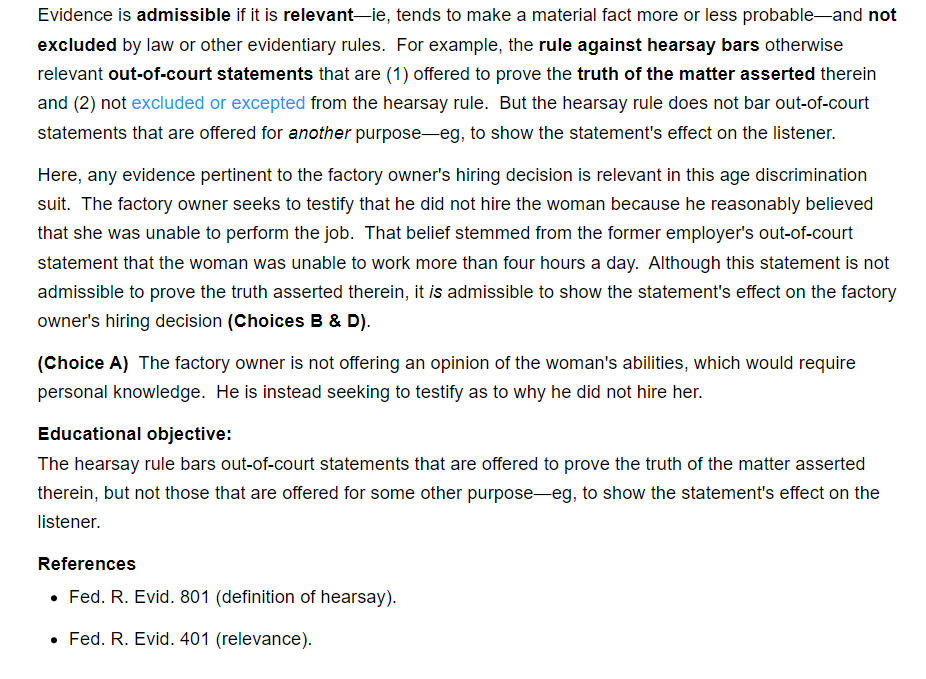 Evidence is admissible if it is relevant—ie, tends to make a material fact more or less probable—and not
excluded by law or other evidentiary rules.  For example, the rule against hearsay bars otherwise
relevant out-of-court statements that are (1) offered to prove the truth of the matter asserted therein
and (2) not excluded or excepted from the hearsay rule.  But the hearsay rule does not bar out-of-court
statements that are offered for another purpose—eg, to show the statement's effect on the listener.
Here, any evidence pertinent to the factory owner's hiring decision is relevant in this age discrimination
suit.  The factory owner seeks to testify that he did not hire the woman because he reasonably believed
that she was unable to perform the job.  That belief stemmed from the former employer's out-of-court
statement that the woman was unable to work more than four hours a day.  Although this statement is not
admissible to prove the truth asserted therein, it is admissible to show the statement's effect on the factory
owner's hiring decision (Choices B & D).
(Choice A)  The factory owner is not offering an opinion of the woman's abilities, which would require
personal knowledge.  He is instead seeking to testify as to why he did not hire her.
Educational objective:
The hearsay rule bars out-of-court statements that are offered to prove the truth of the matter asserted
therein, but not those that are offered for some other purpose—eg, to show the statement's effect on the
listener.
References
• Fed. R. Evid. 801 (definition of hearsay).
• Fed. R. Evid. 401 (relevance).